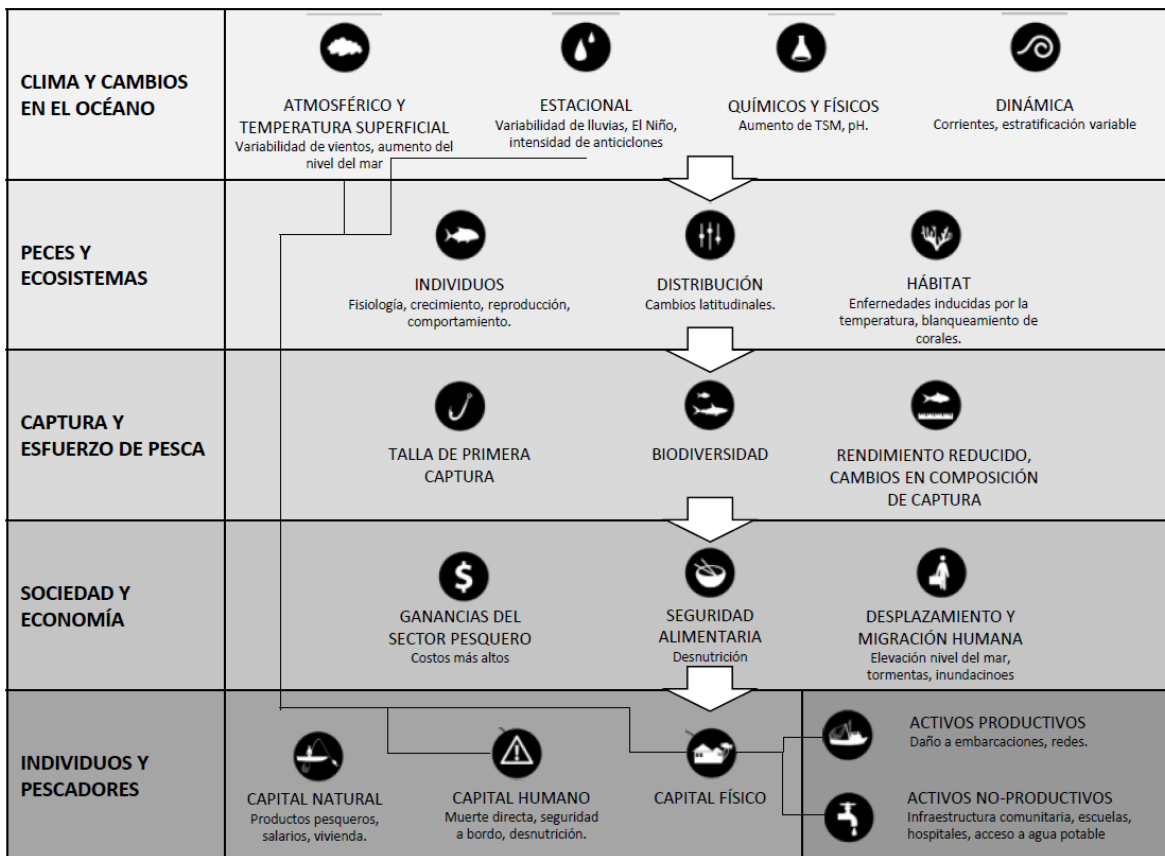 CLIMA Y CAMBIOS
EN EL OCÉANO
ATMOSFÉRICO Y
TEMPERATURA SUPERFICIAL
Variabilidad de vientos, aumento del
nivel del mar
ESTACIONAL
Variabilidad de lluvias, El Niño,
intensidad de anticiclones
QUÍMICOS Y FÍSICOS
Aumento de TSM, pH.
DINÁMICA
Corrientes, estratificación variable
PECES Y
ECOSISTEMAS
INDIVIDUOS
Fisiología, crecimiento, reproducción,
comportamiento.
DISTRIBUCIÓN
Cambios latitudinales.
HÁBITAT
Enfernedades inducidas por la
temperatura, blanqueamiento de
corales.
CAPTURA Y
ESFUERZO DE PESCA
TALLA DE PRIMERA
CAPTURA
BIODIVERSIDAD
RENDIMIENTO REDUCIDO,
CAMBIOS EN COMPOSICIÓN
DE CAPTURA
SOCIEDAD Y
ECONOMÍA
$
GANANCIAS DEL
SECTOR PESQUERO
Costos más altos
SEGURIDAD
ALIMENTARIA
Desnutrición
DESPLAZAMIENTO Y
MIGRACIÓN HUMANA
Elevación nivel del mar,
tormentas, inundacinoes
INDIVIDUOS Y
PESCADORES
CAPITAL NATURAL
Productos pesqueros,
salarios, vivienda.
CAPITAL HUMANO
Muerte directa, seguridad
a bordo, desnutrición.
CAPITAL FÍSICO
ACTIVOS PRODUCTIVOS
Daño a embarcaciones, redes.
ACTIVOS NO-PRODUCTIVOS
Infraestructura comunitaria, escuelas,
hospitales, acceso a agua potable